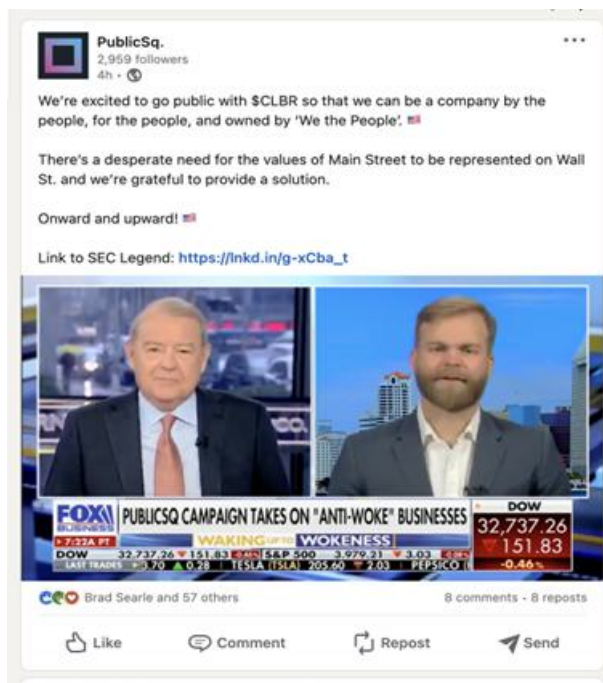 PublicSq.
2,959 followers
4h •
We're excited to go public with $CLBR so that we can be a company by the
people, for the people, and owned by 'We the People'.
There's a desperate need for the values of Main Street to be represented on Wall
St. and we're grateful to provide a solution.
Onward and upward!
Link to SEC Legend: https://lnkd.in/g-xCba_t
FOX
BUSINESS
PUBLICSQ CAMPAIGN TAKES ON "ANTI-WOKE" BUSINESSES
DOW
32,737.26
151.83
-0.46%
7:22A PT
WAKING UP TO WOKENESS
DOW 32,737.26 ▼ 151.83 -0.46% S&P 500 3,979.21 ▼ 3.03
LAST TRADES 3.70 ▲ 0.28 TESLA (TSLA) 205.60 ▼ 2.03 PEPSICO
Brad Searle and 57 others
8 comments • 8 reposts
Like
Comment
Repost
Send